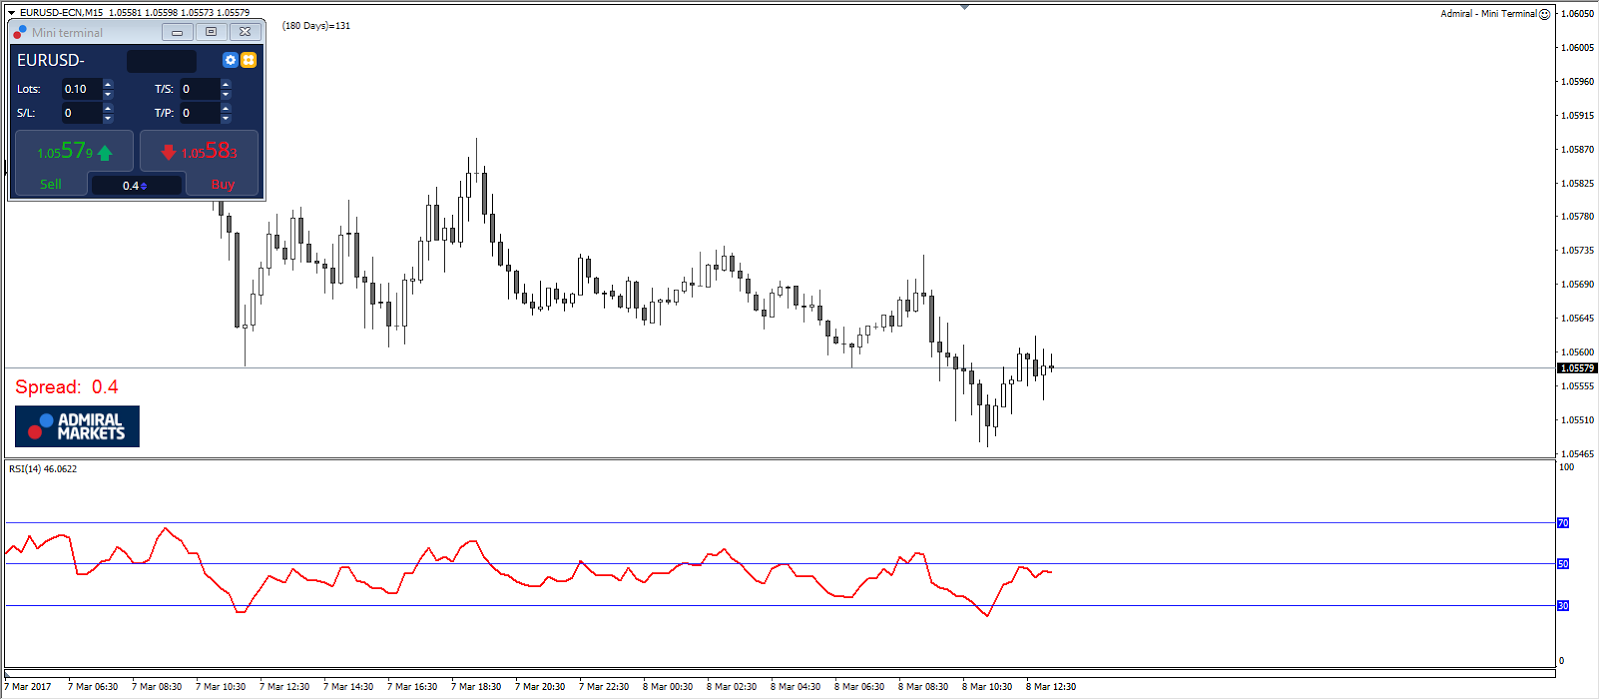 EURUSD-ECN,M15 1.05581 1.05598 1.05573 1.05579
Admiral - Mini Terminal
Mini terminal
(180 Days)=131
EURUSD-
Lots: 0.10 T/S: 0
S/L: 0 T/P: 0
1.05579 1.05583
Sell 0.4 Buy
1.06050
1.06005
1.05960
1.05915
1.05870
1.05825
1.05780
1.05735
1.05690
1.05645
1.05600
1.05579
1.05555
1.05510
1.05465
Spread: 0.4
ADMIRAL
MARKETS
RSI(14) 46.0622
100
70
50
30
0
7 Mar 2017 7 Mar 06:30 7 Mar 08:30 7 Mar 10:30 7 Mar 12:30 7 Mar 14:30 7 Mar 16:30 7 Mar 18:30 7 Mar 20:30 7 Mar 22:30 8 Mar 00:30 8 Mar 02:30 8 Mar 04:30 8 Mar 06:30 8 Mar 08:30 8 Mar 10:30 8 Mar 12:30